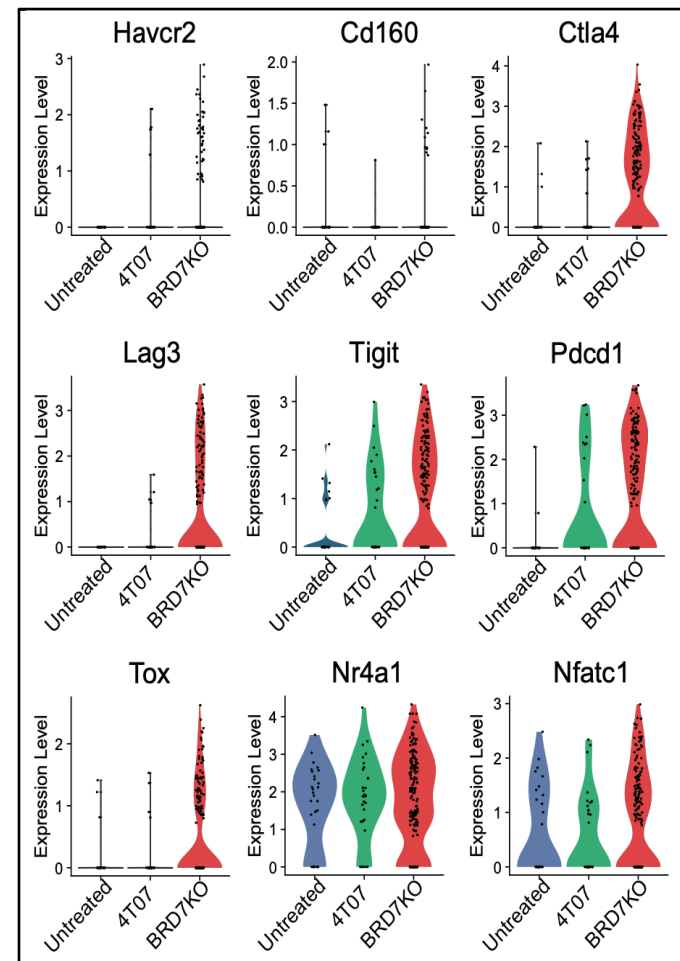 Havcr2
Expression Level
3
2
1
0
Untreated
4T07
BRD7KO
Cd160
Expression Level
2.0
1.5
1.0
0.5
0.0
Untreated
4T07
BRD7KO
Ctla4
Expression Level
4
3
2
1
0
Untreated
4T07
BRD7KO
Lag3
Expression Level
3
2
1
0
Untreated
4T07
BRD7KO
Tigit
Expression Level
3
2
1
0
Untreated
4T07
BRD7KO
Pdcd1
Expression Level
3
2
1
0
Untreated
4T07
BRD7KO
Tox
Expression Level
2
1
0
Untreated
4T07
BRD7KO
Nr4a1
Expression Level
4
3
2
1
0
Untreated
4T07
BRD7KO
Nfatc1
Expression Level
3
2
1
0
Untreated
4T07
BRD7KO